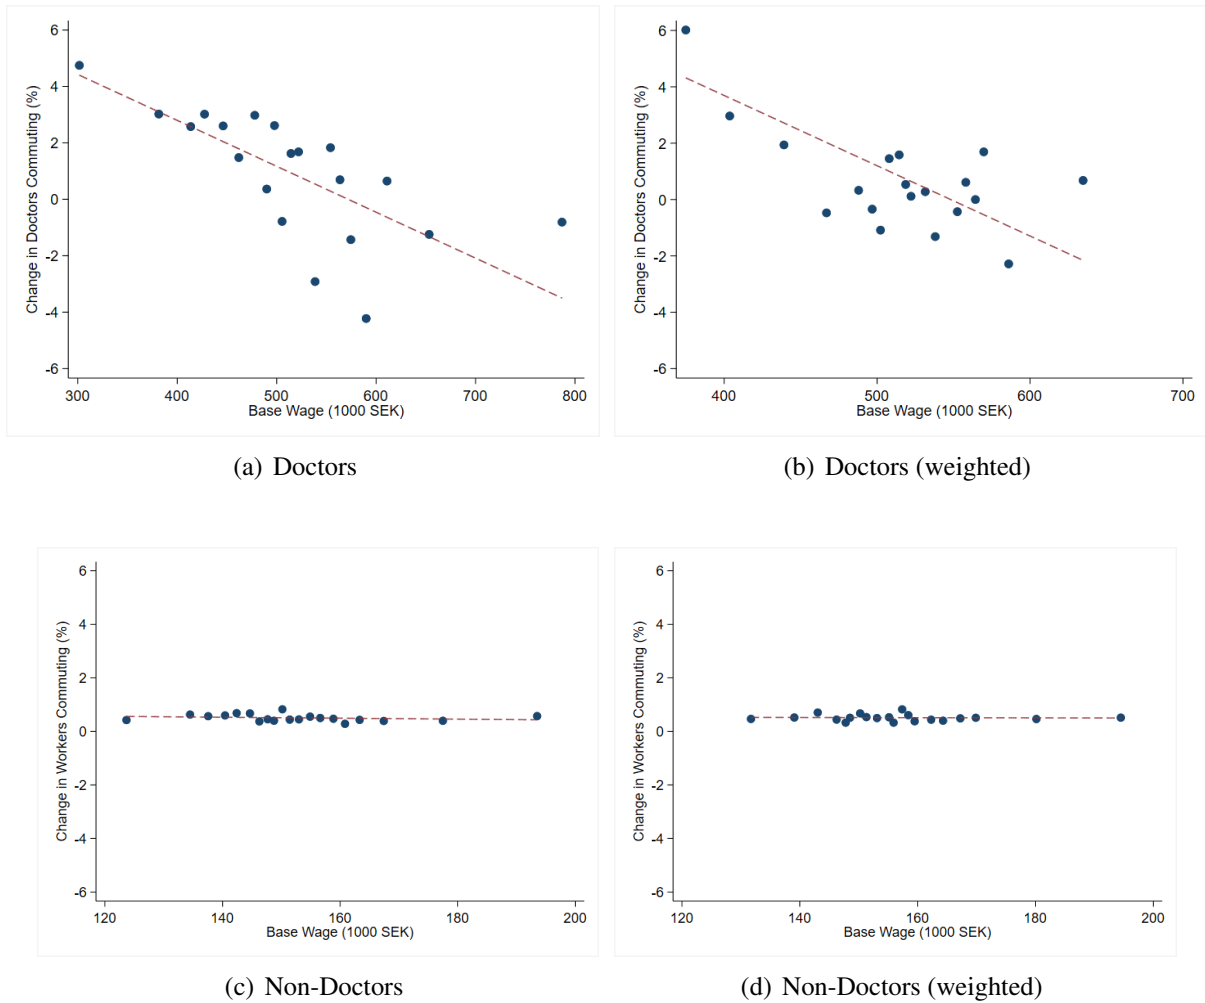 Change in Doctors Commuting (%)
6
4
2
0
-2
-4
-6
300 400 500 600 700 800
Base Wage (1000 SEK)
(a) Doctors
Change in Doctors Commuting (%)
6
4
2
0
-2
-4
-6
400 500 600 700
Base Wage (1000 SEK)
(b) Doctors (weighted)
Change in Workers Commuting (%)
6
4
2
0
-2
-4
-6
120 140 160 180 200
Base Wage (1000 SEK)
(c) Non-Doctors
Change in Workers Commuting (%)
6
4
2
0
-2
-4
-6
120 140 160 180 200
Base Wage (1000 SEK)
(d) Non-Doctors (weighted)